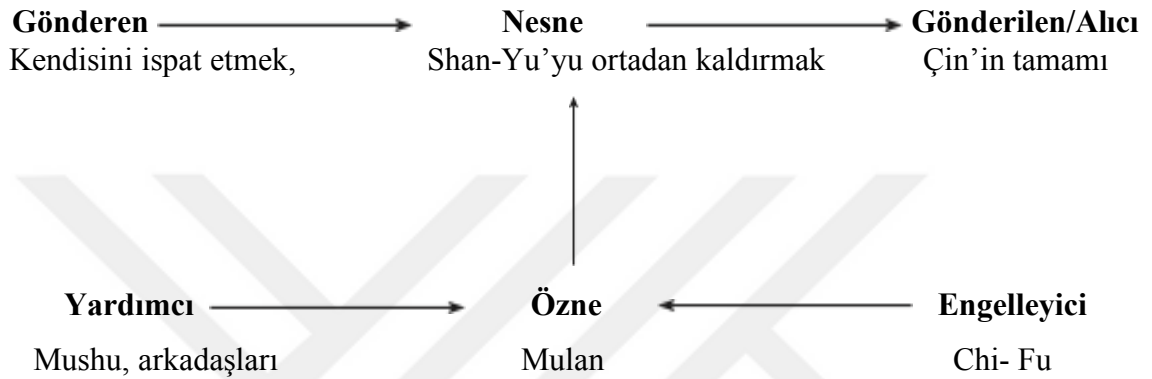 Gönderen Nesne Gönderilen/Alıcı
Kendisini ispat etmek, Shan-Yu’yu ortadan kaldırmak Çin’in tamamı
Yardımcı Özne Engelleyici
Mushu, arkadaşları Mulan Chi- Fu